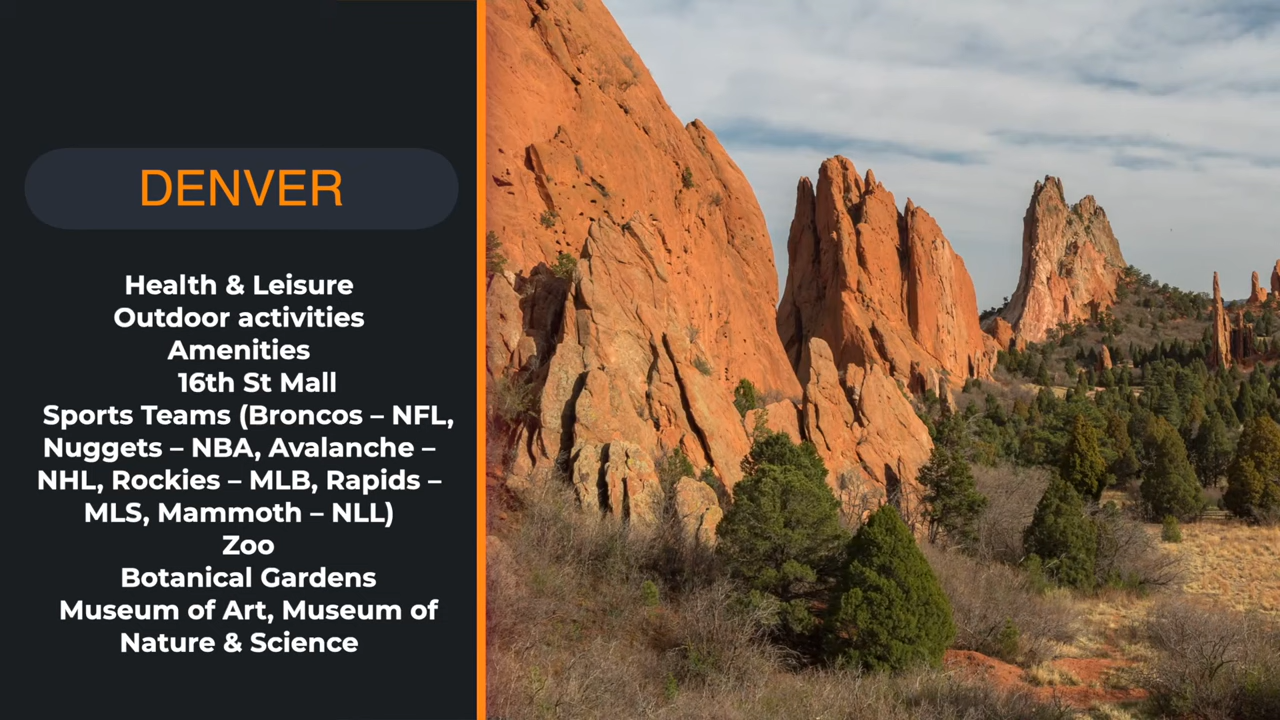 DENVER
Health & Leisure
Outdoor activities
Amenities
16th St Mall
Sports Teams (Broncos – NFL,
Nuggets – NBA, Avalanche –
NHL, Rockies – MLB, Rapids –
MLS, Mammoth – NLL)
Zoo
Botanical Gardens
Museum of Art, Museum of
Nature & Science